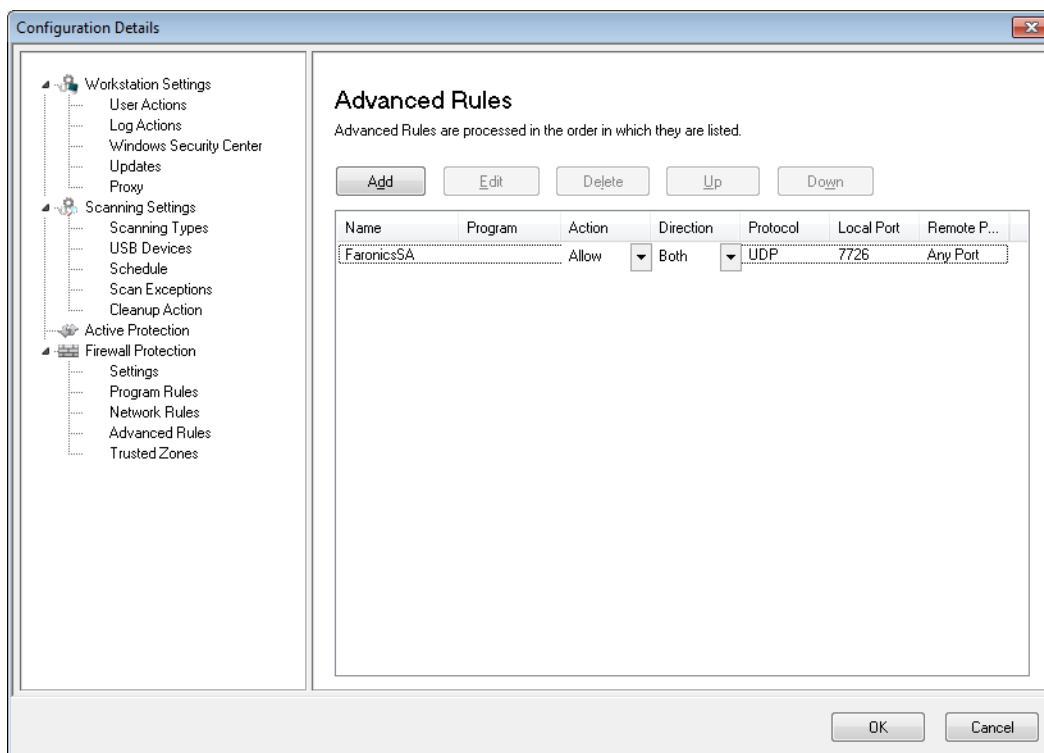 Configuration Details
Workstation Settings
User Actions
Log Actions
Windows Security Center
Updates
Proxy
Scanning Settings
Scanning Types
USB Devices
Schedule
Scan Exceptions
Cleanup Action
Active Protection
Firewall Protection
Settings
Program Rules
Network Rules
Advanced Rules
Trusted Zones
Advanced Rules
Advanced Rules are processed in the order in which they are listed.
Add Edit Delete Up Down
Name Program Action Direction Protocol Local Port Remote P...
FaronicsSA Allow Both UDP 7726 Any Port
OK Cancel